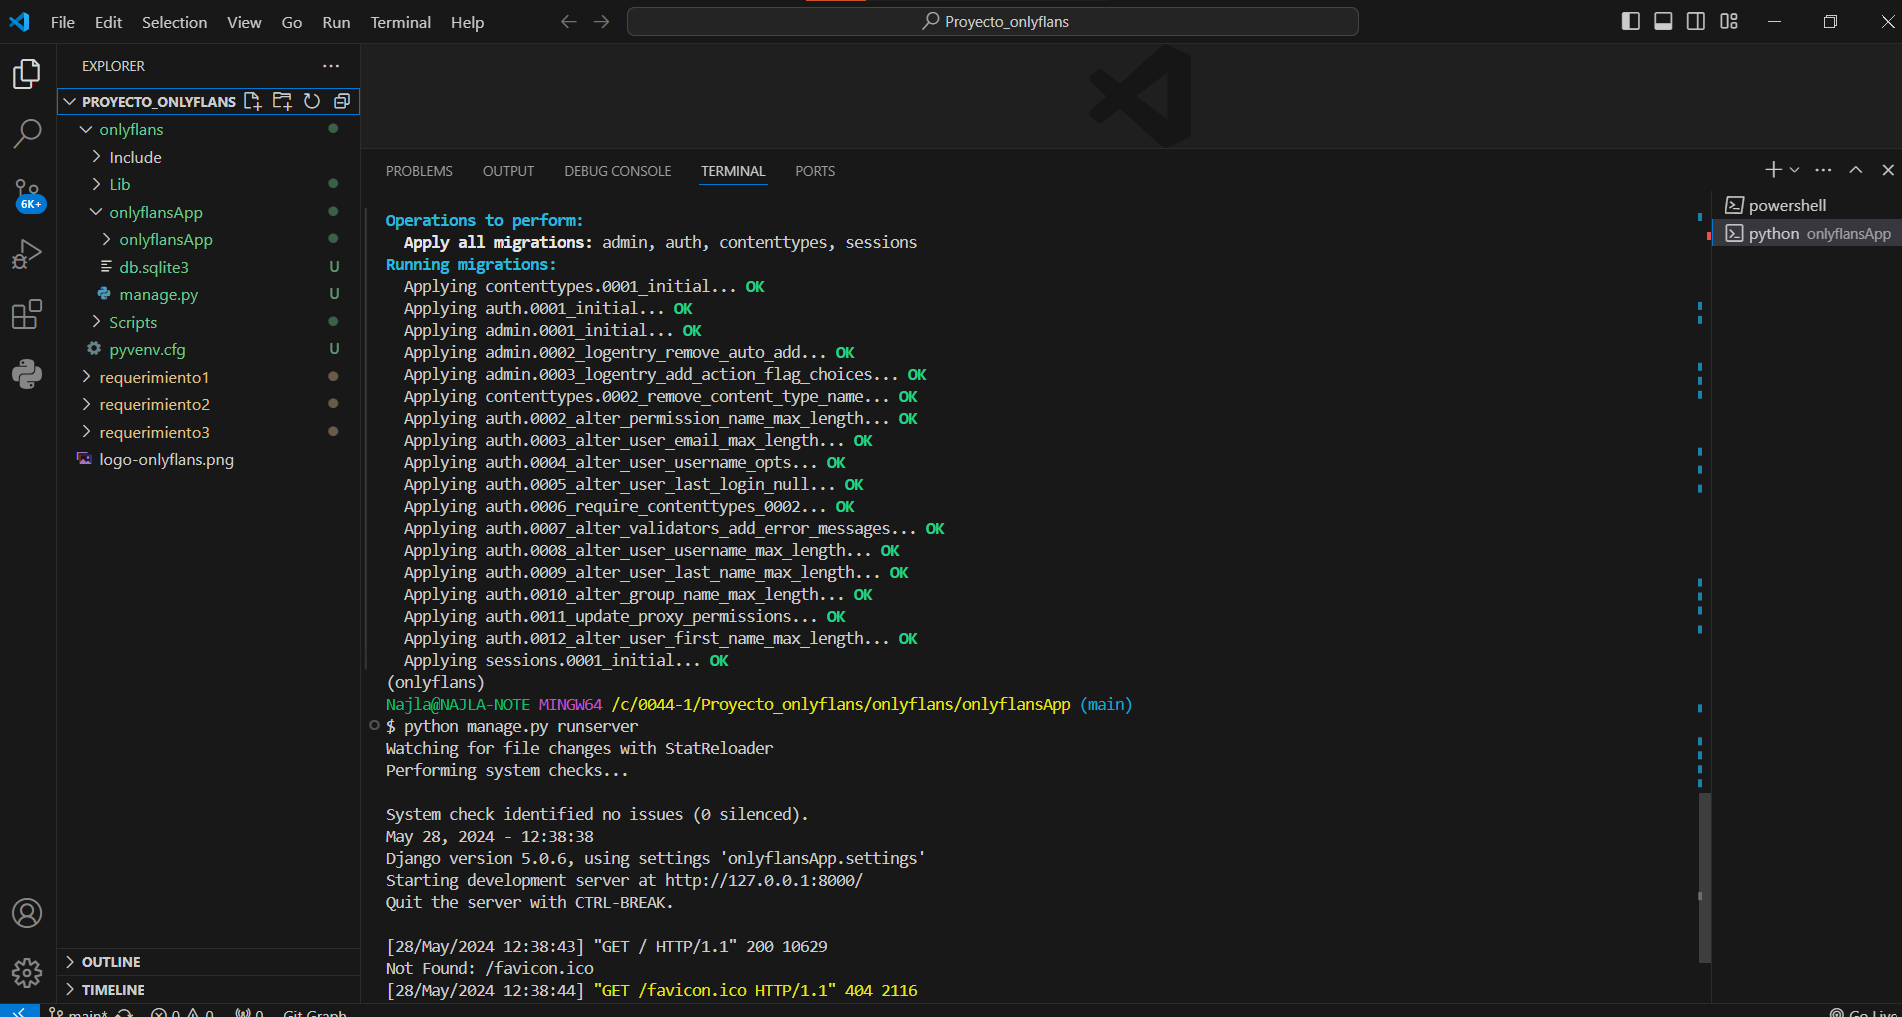 File Edit Selection View Go Run Terminal Help
Proyecto_onlyflans
EXPLORER
PROYECTO_ONLYFLANS
onlyflans
Include
Lib
onlyflansApp
onlyflansApp
db.sqlite3 U
manage.py U
Scripts
pyvenv.cfg U
requerimiento1
requerimiento2
requerimiento3
logo-onlyflans.png
6K+
OUTLINE
TIMELINE
PROBLEMS OUTPUT DEBUG CONSOLE TERMINAL PORTS
powershell
python onlyflansApp
Operations to perform:
Apply all migrations: admin, auth, contenttypes, sessions
Running migrations:
Applying contenttypes.0001_initial... OK
Applying auth.0001_initial... OK
Applying admin.0001_initial... OK
Applying admin.0002_logentry_remove_auto_add... OK
Applying admin.0003_logentry_add_action_flag_choices... OK
Applying contenttypes.0002_remove_content_type_name... OK
Applying auth.0002_alter_permission_name_max_length... OK
Applying auth.0003_alter_user_email_max_length... OK
Applying auth.0004_alter_user_username_opts... OK
Applying auth.0005_alter_user_last_login_null... OK
Applying auth.0006_require_contenttypes_0002... OK
Applying auth.0007_alter_validators_add_error_messages... OK
Applying auth.0008_alter_user_username_max_length... OK
Applying auth.0009_alter_user_last_name_max_length... OK
Applying auth.0010_alter_group_name_max_length... OK
Applying auth.0011_update_proxy_permissions... OK
Applying auth.0012_alter_user_first_name_max_length... OK
Applying sessions.0001_initial... OK
(onlyflans)
Najla@NAJLA-NOTE MINGW64 /c/0044-1/Proyecto_onlyflans/onlyflans/onlyflansApp (main)
$ python manage.py runserver
Watching for file changes with StatReloader
Performing system checks...
System check identified no issues (0 silenced).
May 28, 2024 - 12:38:38
Django version 5.0.6, using settings 'onlyflansApp.settings'
Starting development server at http://127.0.0.1:8000/
Quit the server with CTRL-BREAK.
[28/May/2024 12:38:43] "GET / HTTP/1.1" 200 10629
Not Found: /favicon.ico
[28/May/2024 12:38:44] "GET /favicon.ico HTTP/1.1" 404 2116
main* 0 0 0 Git Graph Go Live